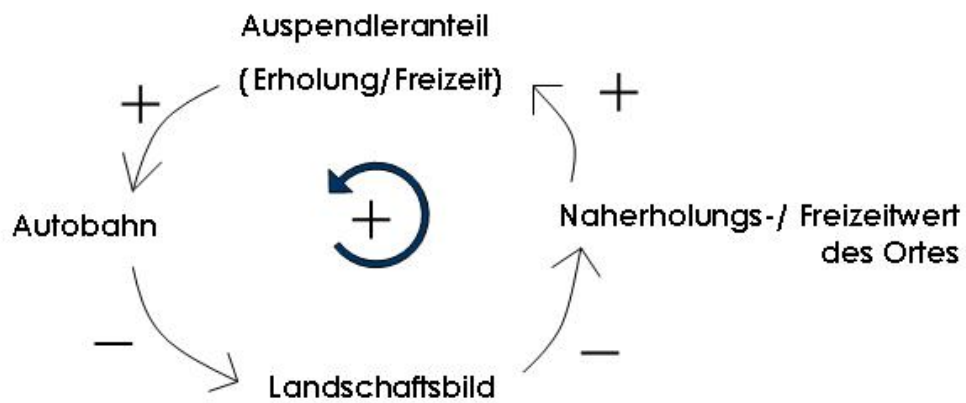 Auspendleranteil
(Erholung/Freizeit)
+
+
Autobahn
+
Naherholungs-/ Freizeitwert
des Ortes
—
—
Landschaftsbild